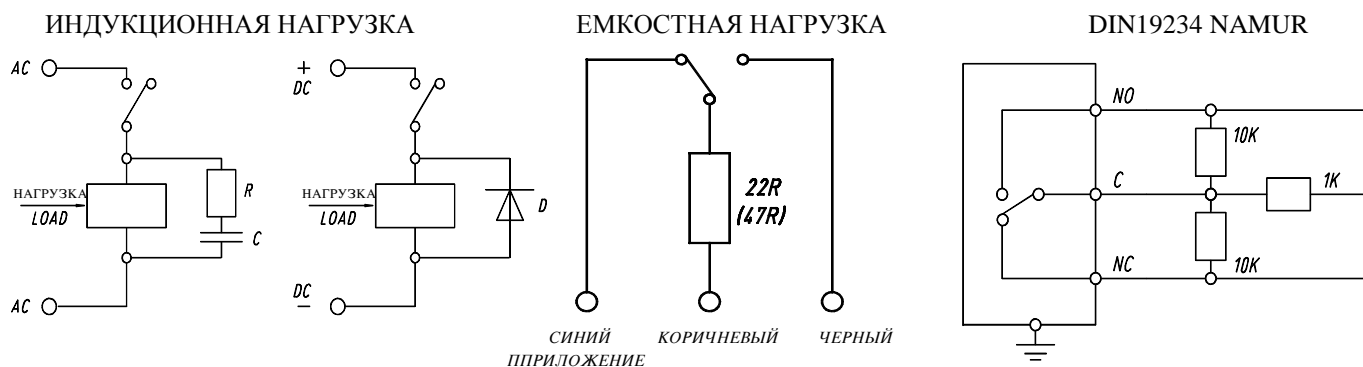 ИНДУКЦИОННАЯ НАГРУЗКА
AC
НАГРУЗКА
LOAD
R
C
AC
+
DC
НАГРУЗКА
LOAD
D
DC
–
ЕМКОСТНАЯ НАГРУЗКА
22R
(47R)
СИНИЙ
ППРИЛОЖЕНИЕ
КОРИЧНЕВЫЙ
ЧЕРНЫЙ
DIN19234 NAMUR
NO
10K
C
1K
10K
NC